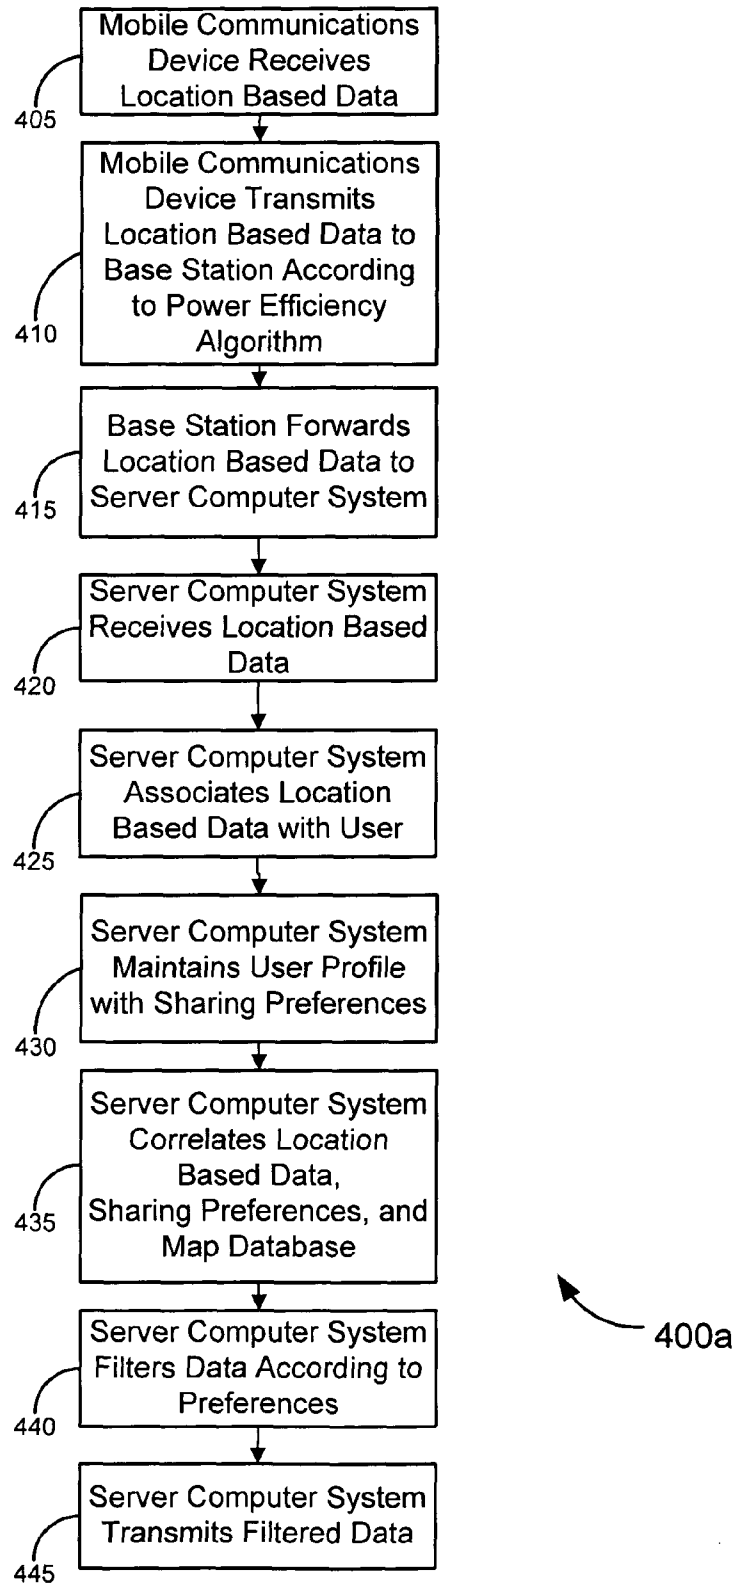 Mobile Communications
Device Receives
Location Based Data
405
Mobile Communications
Device Transmits
Location Based Data to
Base Station According
to Power Efficiency
Algorithm
410
Base Station Forwards
Location Based Data to
Server Computer System
415
Server Computer System
Receives Location Based
Data
420
Server Computer System
Associates Location
Based Data with User
425
Server Computer System
Maintains User Profile
with Sharing Preferences
430
Server Computer System
Correlates Location
Based Data,
Sharing Preferences, and
Map Database
435
400a
Server Computer System
Filters Data According to
Preferences
440
Server Computer System
Transmits Filtered Data
445